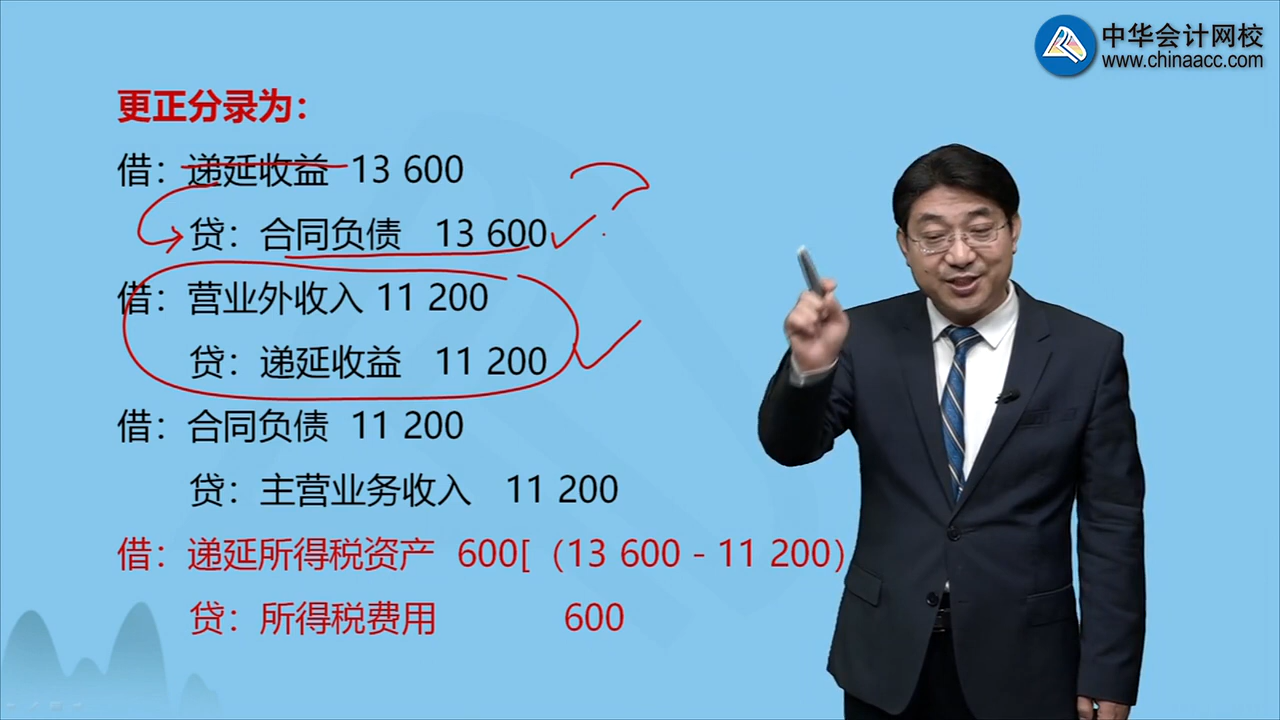 中华会计网校
www.chinaacc.com
更正分录为：
借：递延收益 13 600
贷：合同负债 13 600
借：营业外收入 11 200
贷：递延收益 11 200
借：合同负债 11 200
贷：主营业务收入 11 200
借：递延所得税资产 600[（13 600 - 11 200）
贷：所得税费用 600